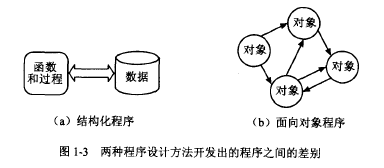 函数
和过程
数据
对象
对象
对象
对象
（a）结构化程序
（b）面向对象程序
图 1-3 两种程序设计方法开发出的程序之间的差别